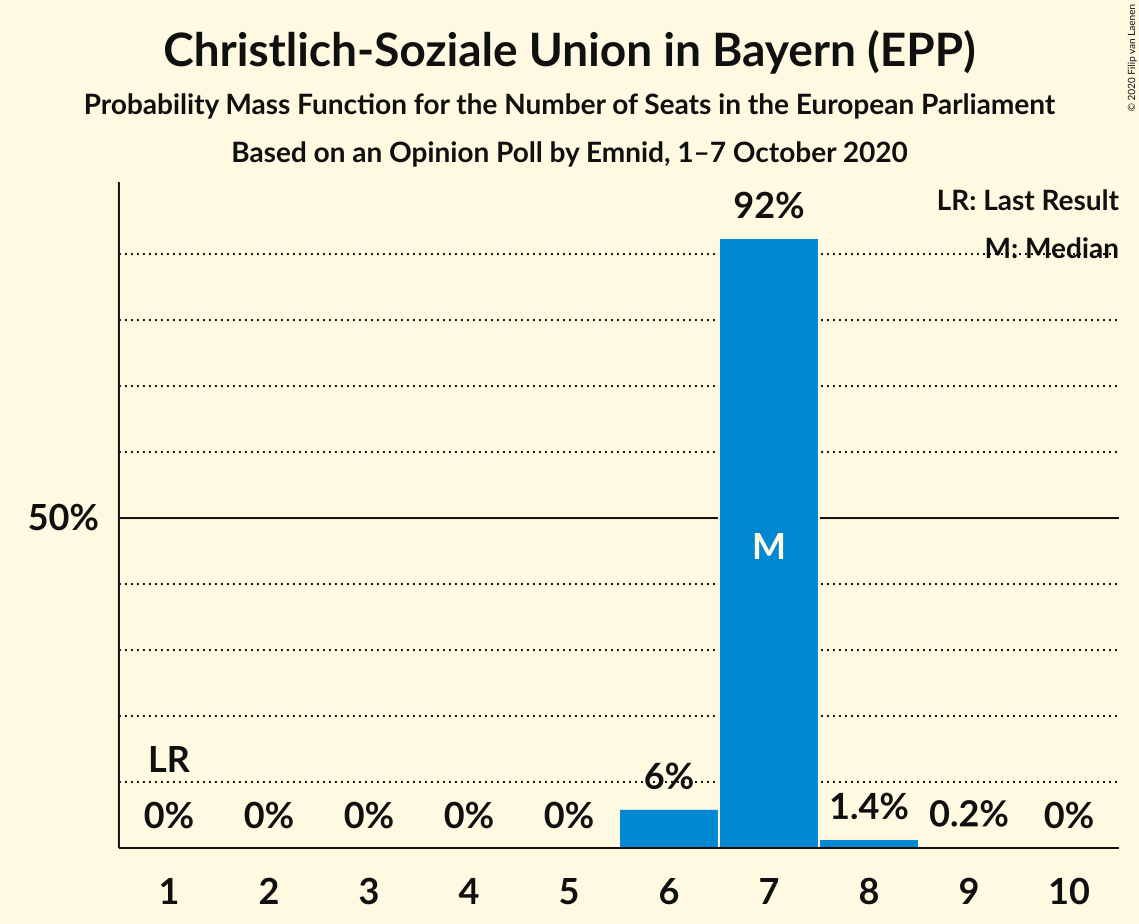 Christlich-Soziale Union in Bayern (EPP)
Probability Mass Function for the Number of Seats in the European Parliament
Based on an Opinion Poll by Emnid, 1–7 October 2020
© 2020 Filip van Laenen
LR: Last Result
M: Median
92%
50%
M
LR
0% 0% 0% 0% 0% 6% 1.4% 0.2% 0%
1 2 3 4 5 6 7 8 9 10